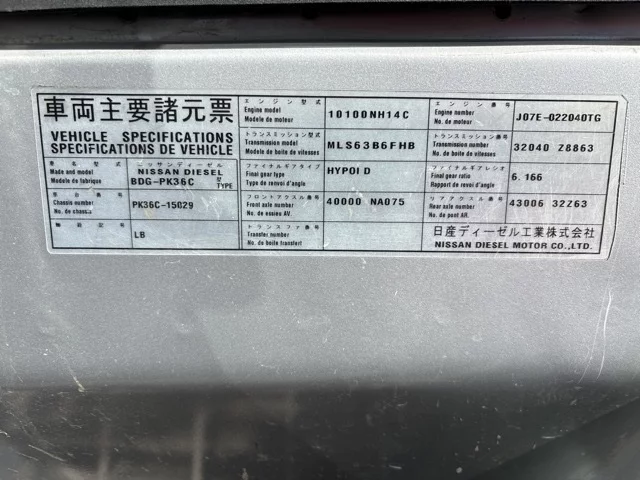 車両主要諸元票
VEHICLE SPECIFICATIONS
SPECIFICATIONS DE VEHICLE
車名型式
Made and model
Modele de fabrique
ニッサンディーゼル
NISSAN DIESEL
BDG-PK36C 型 TYPE
車台番号
Chassis number
No. de chassis
PK36C-15029
LB
エンジン型式
Engine model
Modele de moteur
10100NH14C
エンジン番号
Engine number
No. de moteur
J07E-022040TG
トランスミッション型式
Transmission model
Modele de boite de vitesses
MLS63B6FHB
トランスミッション番号
Transmission number
No. de boite de vitesses
32040 Z8863
ファイナルギアタイプ
Final gear type
Type de renvoi d'angle
HYPOID
ファイナルギアレシオ
Final gear ratio
Rapport de renvoi d'angle
6.166
フロントアクスル番号
Front axle number
No. de essieu AV.
40000 NA075
リアアクスル番号
Rear axle number
No. de pont AR.
43006 32Z63
トランスファ番号
Transfer number
No. de boite transfert
日産ディーゼル工業株式会社
NISSAN DIESEL MOTOR CO.,LTD.